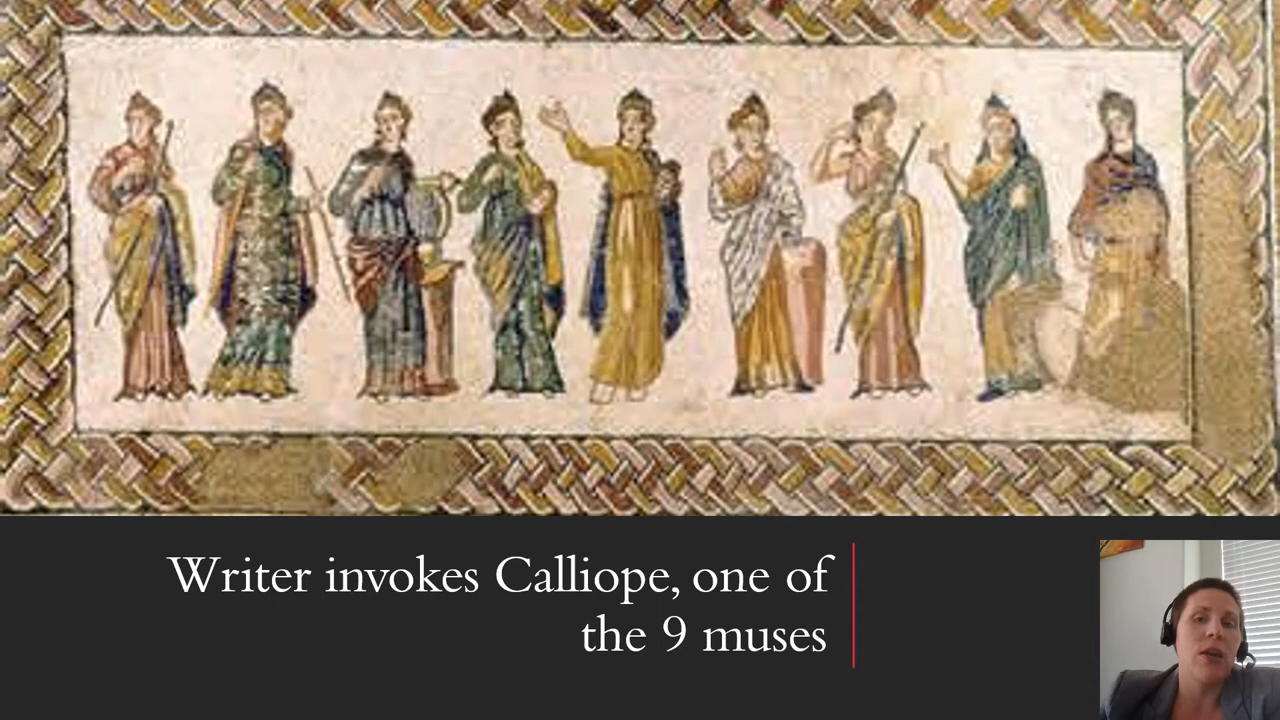 Writer invokes Calliope, one of
the 9 muses